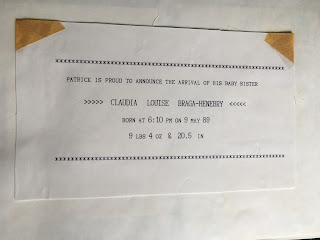 ************************************************************
PATRICK IS PROUD TO ANNOUNCE THE ARRIVAL OF HIS BABY SISTER
>>>>> CLAUDIA LOUISE BRAGA-HENEBRY <<<<<
BORN AT 6:10 PM ON 9 MAY 89
9 LBS 4 OZ & 20.5 IN
************************************************************